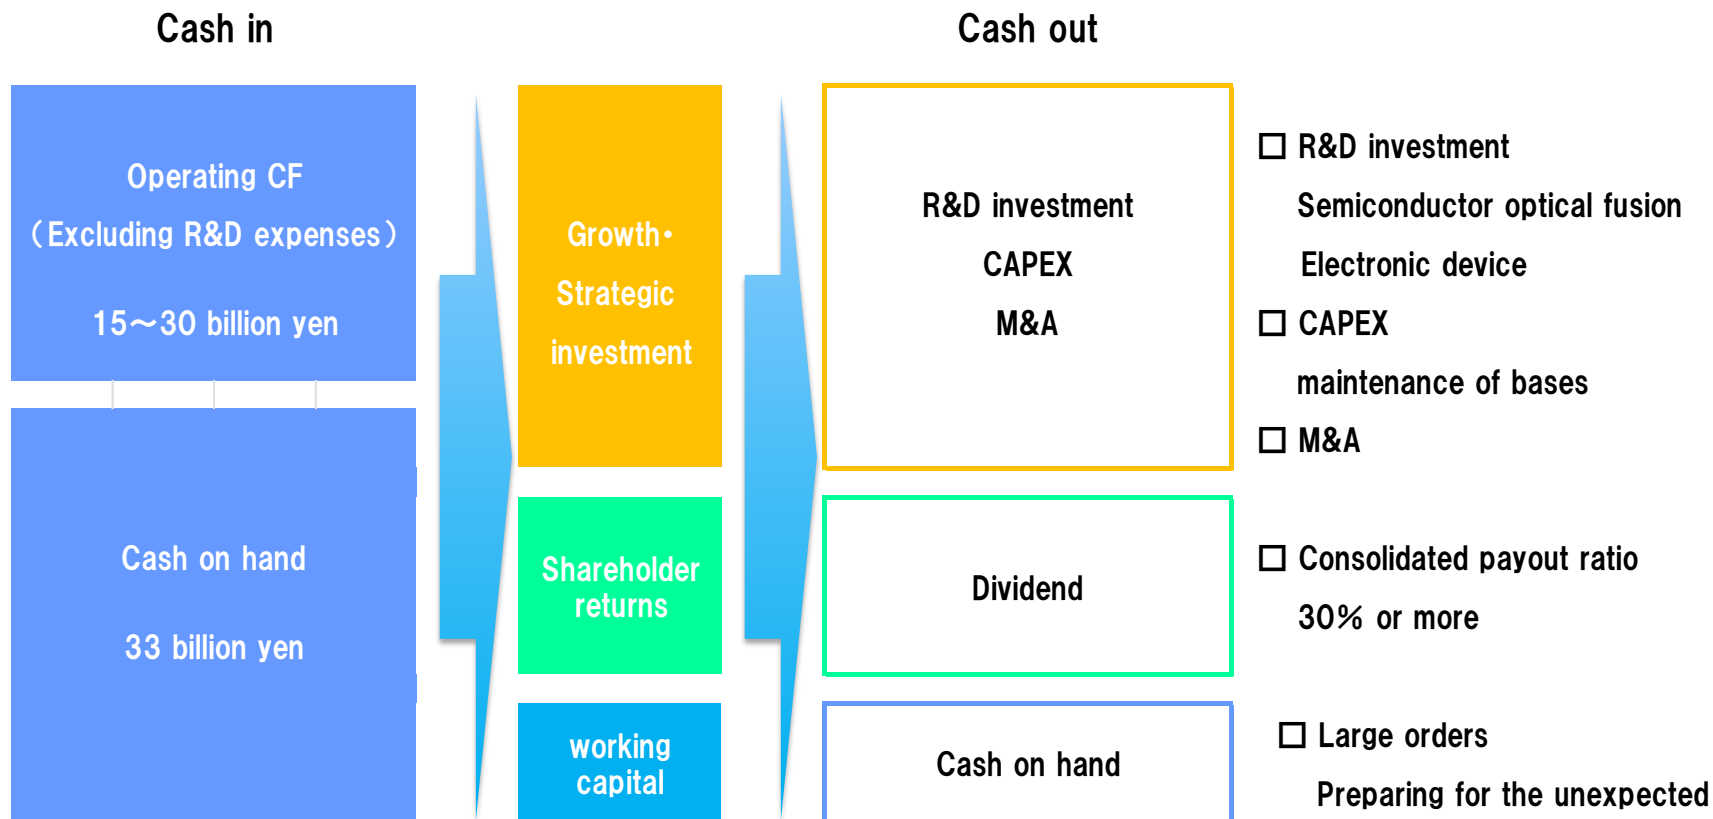 Cash in
Cash out
Operating CF
（Excluding R&D expenses）
15～30 billion yen
Cash on hand
33 billion yen
Growth・
Strategic
investment
Shareholder
returns
working
capital
R&D investment
CAPEX
M&A
Dividend
Cash on hand
□ R&D investment
Semiconductor optical fusion
Electronic device
□ CAPEX
maintenance of bases
□ M&A
□ Consolidated payout ratio
30% or more
□ Large orders
Preparing for the unexpected